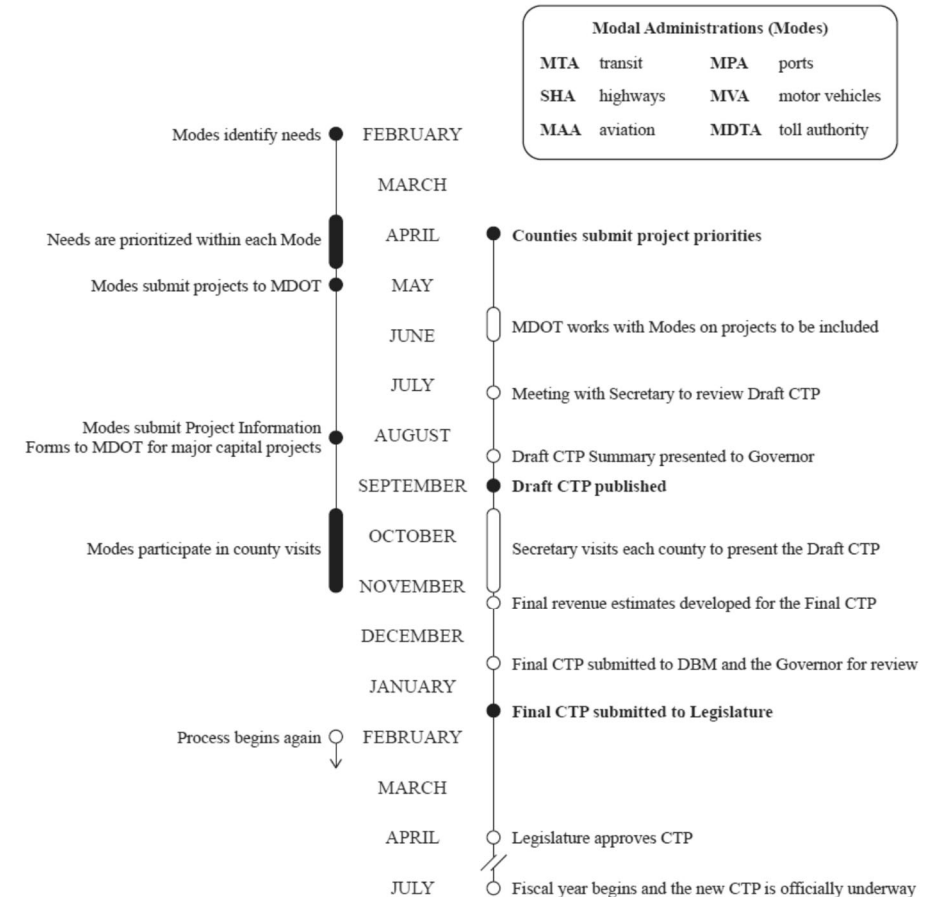 Modal Administrations (Modes)
MTA transit MPA ports
SHA highways MVA motor vehicles
MAA aviation MDTA toll authority
Modes identify needs FEBRUARY
MARCH
Needs are prioritized within each Mode APRIL Counties submit project priorities
Modes submit projects to MDOT MAY
MDOT works with Modes on projects to be included
JUNE
JULY
Meeting with Secretary to review Draft CTP
Modes submit Project Information
Forms to MDOT for major capital projects
AUGUST
Draft CTP Summary presented to Governor
SEPTEMBER Draft CTP published
OCTOBER
Modes participate in county visits Secretary visits each county to present the Draft CTP
NOVEMBER
Final revenue estimates developed for the Final CTP
DECEMBER
Final CTP submitted to DBM and the Governor for review
JANUARY
Final CTP submitted to Legislature
Process begins again FEBRUARY
MARCH
APRIL Legislature approves CTP
JULY Fiscal year begins and the new CTP is officially underway